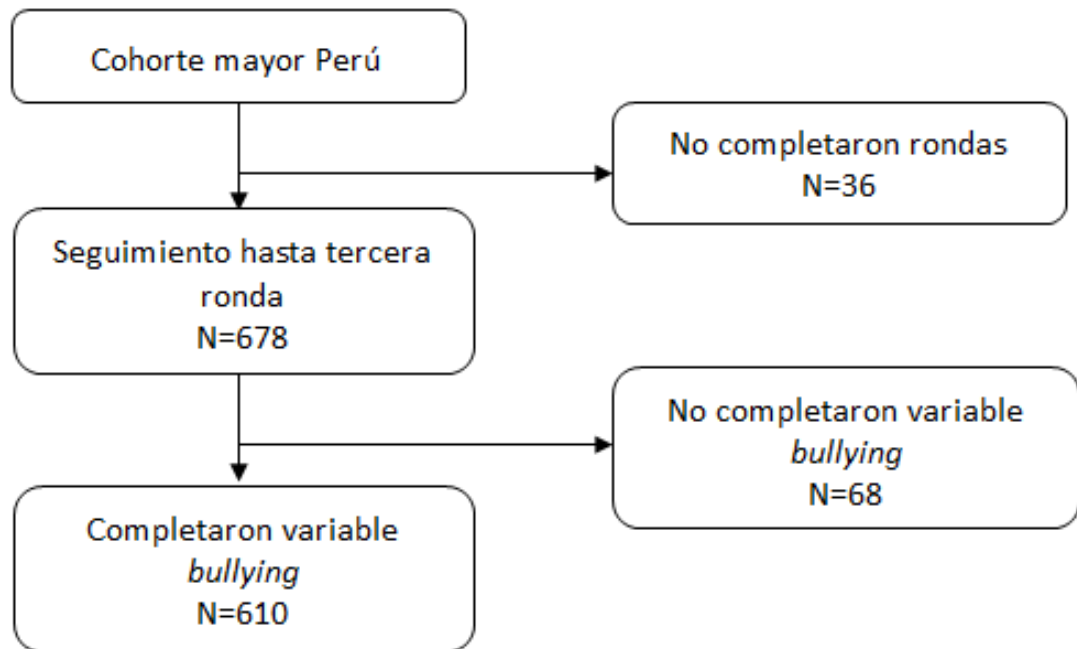 Cohorte mayor Perú
No completaron rondas
N=36
Seguimiento hasta tercera
ronda
N=678
No completaron variable
bullying
N=68
Completaron variable
bullying
N=610